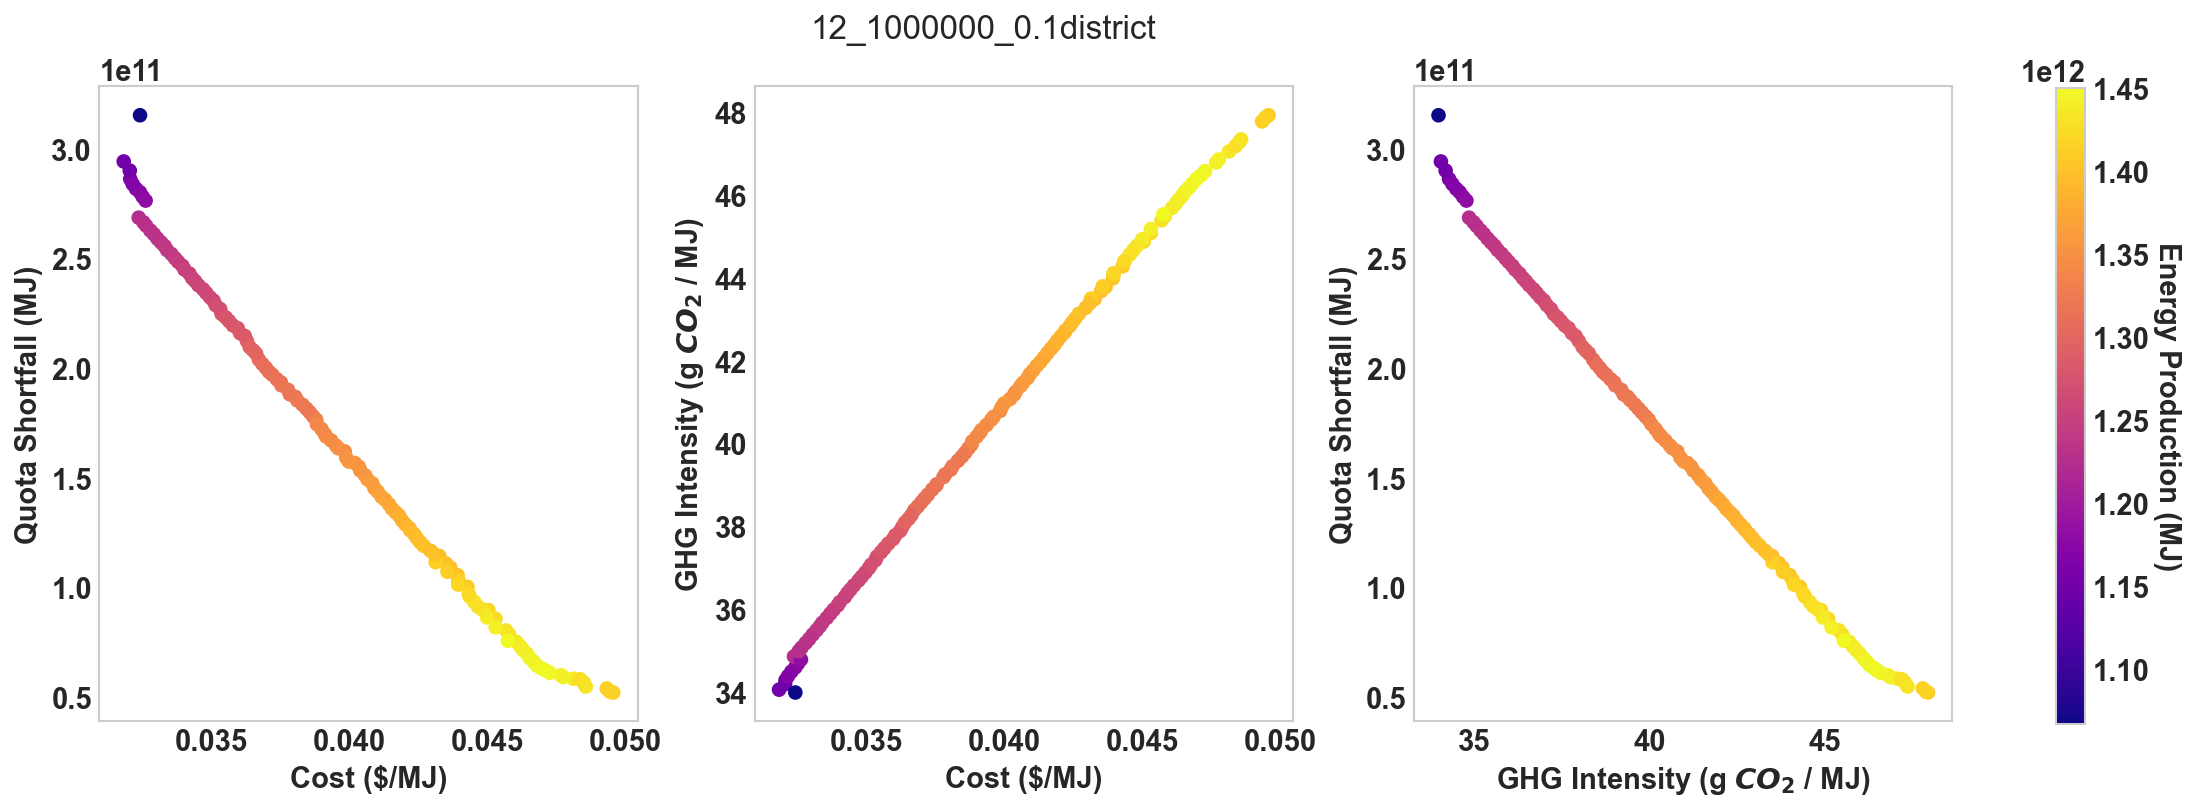 12_1000000_0.1district
1e11
3.0
2.5
2.0
1.5
1.0
0.5
Quota Shortfall (MJ)
0.035 0.040 0.045 0.050
Cost ($/MJ)
48
46
44
42
40
38
36
34
GHG Intensity (g CO2 / MJ)
0.035 0.040 0.045 0.050
Cost ($/MJ)
1e11
3.0
2.5
2.0
1.5
1.0
0.5
Quota Shortfall (MJ)
35 40 45
GHG Intensity (g CO2 / MJ)
1e12
1.45
1.40
1.35
1.30
1.25
1.20
1.15
1.10
Energy Production (MJ)